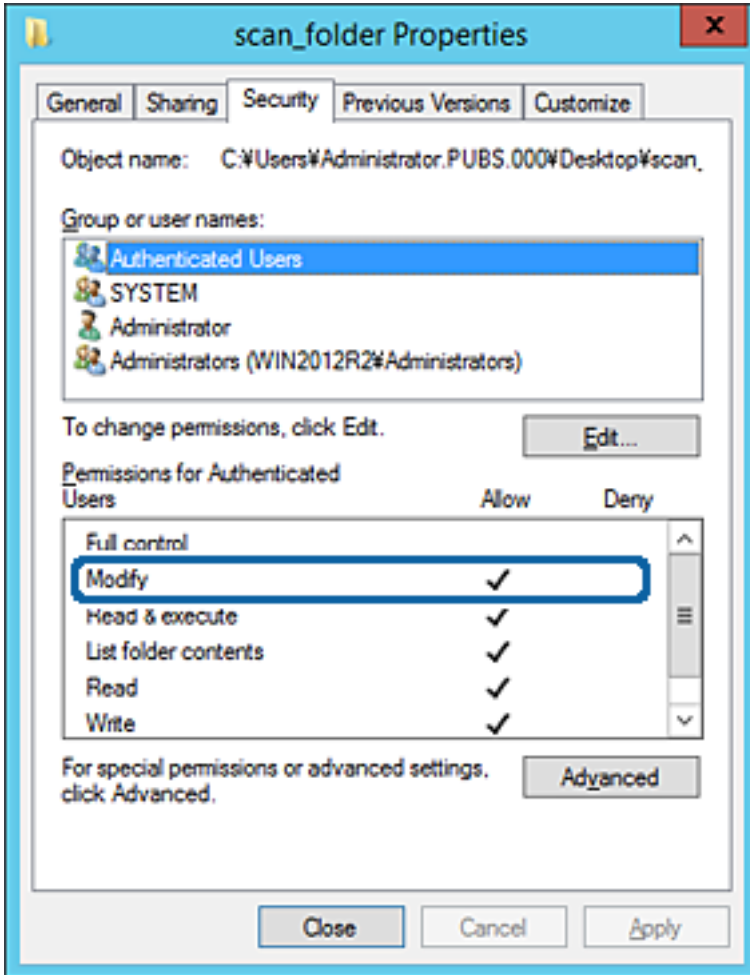 scan_folder Properties
x
General Sharing Security Previous Versions Customize
Object name: C:¥Users¥Administrator.PUBS.000¥Desktop¥scan_
Group or user names:
Authenticated Users
SYSTEM
Administrator
Administrators (WIN2012R2¥Administrators)
To change permissions, click Edit.
Edit...
Permissions for Authenticated
Users Allow Deny
Full control
Modify
Read & execute
List folder contents
Read
Write
For special permissions or advanced settings,
click Advanced.
Advanced
Close Cancel Apply